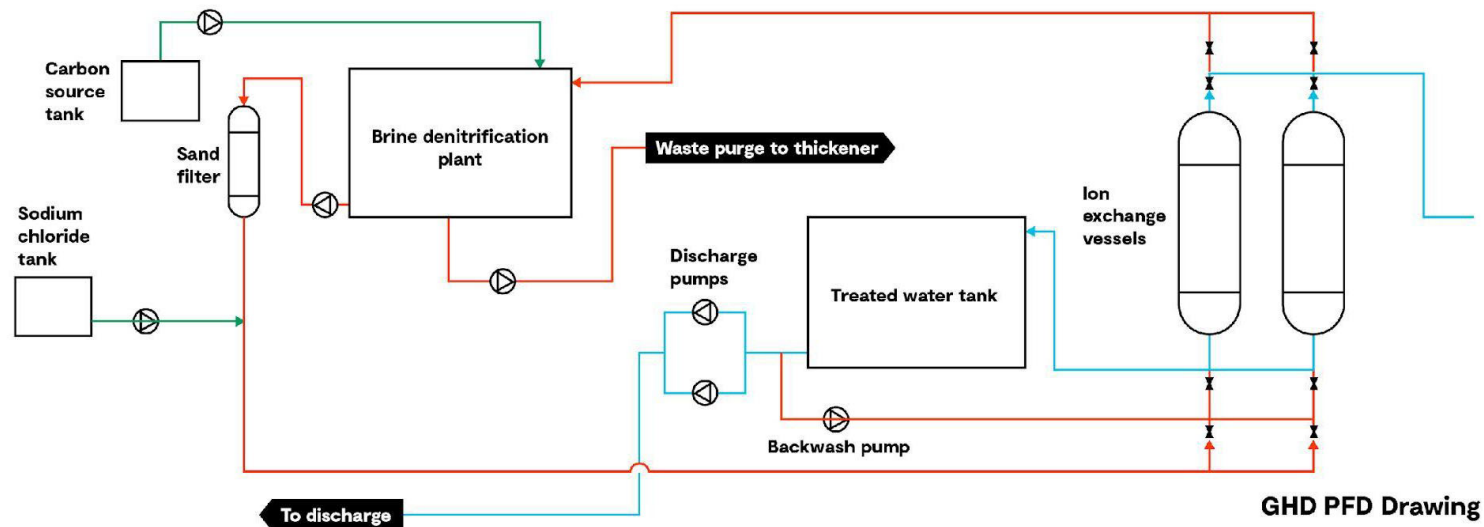 Carbon
source
tank
Sand
filter
Brine denitrification
plant
Waste purge to thickener
Sodium
chloride
tank
Ion
exchange
vessels
Discharge
pumps
Treated water tank
Backwash pump
To discharge
GHD PFD Drawing